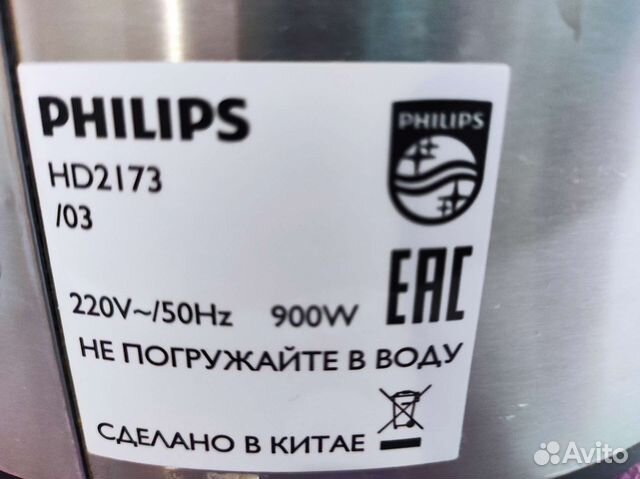 PHILIPS
PHILIPS
HD2173
/03
EAC
220V~/50Hz 900W
НЕ ПОГРУЖАЙТЕ В ВОДУ
СДЕЛАНО В КИТАЕ
Avito